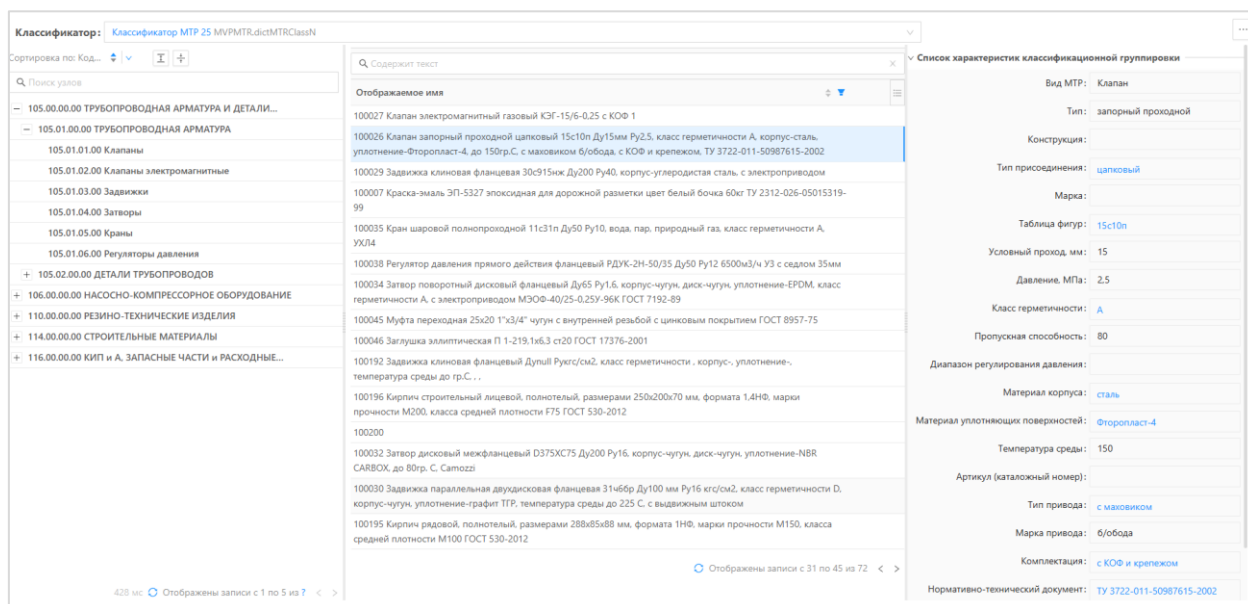 Классификатор: Классификатор МТР 25 MVPMTR.dictMTRClassN
Сортировка по: Код...
Поиск узлов
105.00.00.00 ТРУБОПРОВОДНАЯ АРМАТУРА И ДЕТАЛИ...
105.01.00.00 ТРУБОПРОВОДНАЯ АРМАТУРА
105.01.01.00 Клапаны
105.01.02.00 Клапаны электромагнитные
105.01.03.00 Задвижки
105.01.04.00 Затворы
105.01.05.00 Краны
105.01.06.00 Регуляторы давления
105.02.00.00 ДЕТАЛИ ТРУБОПРОВОДОВ
106.00.00.00 НАСОСНО-КОМПРЕССОРНОЕ ОБОРУДОВАНИЕ
110.00.00.00 РЕЗИНО-ТЕХНИЧЕСКИЕ ИЗДЕЛИЯ
114.00.00.00 СТРОИТЕЛЬНЫЕ МАТЕРИАЛЫ
116.00.00.00 КИП и А, ЗАПАСНЫЕ ЧАСТИ и РАСХОДНЫЕ...
428 мс Отображены записи с 1 по 5 из ?
Содержит текст
Отображаемое имя
100027 Клапан электромагнитный газовый КЭГ-15/6-0,25 с КОФ 1
100026 Клапан запорный проходной цапковый 15с10п Ду15мм Ру2,5, класс герметичности А, корпус-сталь,
уплотнение-Фторопласт-4, до 150гр.С, с маховиком б/обода, с КОФ и крепежом, ТУ 3722-011-50987615-2002
100029 Задвижка клиновая фланцевая 30с915нж Ду200 Ру40, корпус-углеродистая сталь, с электроприводом
100007 Краска-эмаль ЭП-5327 эпоксидная для дорожной разметки цвет белый бочка 60кг ТУ 2312-026-05015319-
99
100035 Кран шаровой полнопроходной 11с31п Ду50 Ру10, вода, пар, природный газ, класс герметичности А,
УХЛ4
100038 Регулятор давления прямого действия фланцевый РДУК-2Н-50/35 Ду50 Ру12 6500м3/ч У3 с седлом 35мм
100034 Затвор поворотный дисковый фланцевый Ду65 Ру1,6, корпус-чугун, диск-чугун, уплотнение-EPDM, класс
герметичности А, с электроприводом МЭОФ-40/25-0,25У-96К ГОСТ 7192-89
100045 Муфта переходная 25х20 1"х3/4" чугун с внутренней резьбой с цинковым покрытием ГОСТ 8957-75
100046 Заглушка эллиптическая П 1-219,1х6,3 ст20 ГОСТ 17376-2001
100192 Задвижка клиновая фланцевый Дуnull Рукгс/см2, класс герметичности , корпус-, уплотнение-,
температура среды до гр.С, , ,
100196 Кирпич строительный лицевой, полнотелый, размерами 250х200х70 мм, формата 1,4НФ, марки
прочности М200, класса средней плотности F75 ГОСТ 530-2012
100200
100032 Затвор дисковый межфланцевый D375XC75 Ду200 Ру16, корпус-чугун, диск-чугун, уплотнение-NBR
CARBOX, до 80гр. С, Camozzi
100030 Задвижка параллельная двухдисковая фланцевая 31ч6бр Ду100 мм Ру16 кгс/см2, класс герметичности D,
корпус-чугун, уплотнение-графит ТГР, температура среды до 225 С, с выдвижным штоком
100195 Кирпич рядовой, полнотелый, размерами 288х85х88 мм, формата 1НФ, марки прочности М150, класса
средней плотности М100 ГОСТ 530-2012
Отображены записи с 31 по 45 из 72
Список характеристик классификационной группировки
Вид МТР: Клапан
Тип: запорный проходной
Конструкция:
Тип присоединения: цапковый
Марка:
Таблица фигур: 15с10п
Условный проход, мм: 15
Давление, МПа: 2,5
Класс герметичности: А
Пропускная способность: 80
Диапазон регулирования давления:
Материал корпуса: сталь
Материал уплотняющих поверхностей: Фторопласт-4
Температура среды: 150
Артикул (каталожный номер):
Тип привода: с маховиком
Марка привода: б/обода
Комплектация: с КОФ и крепежом
Нормативно-технический документ: ТУ 3722-011-50987615-2002